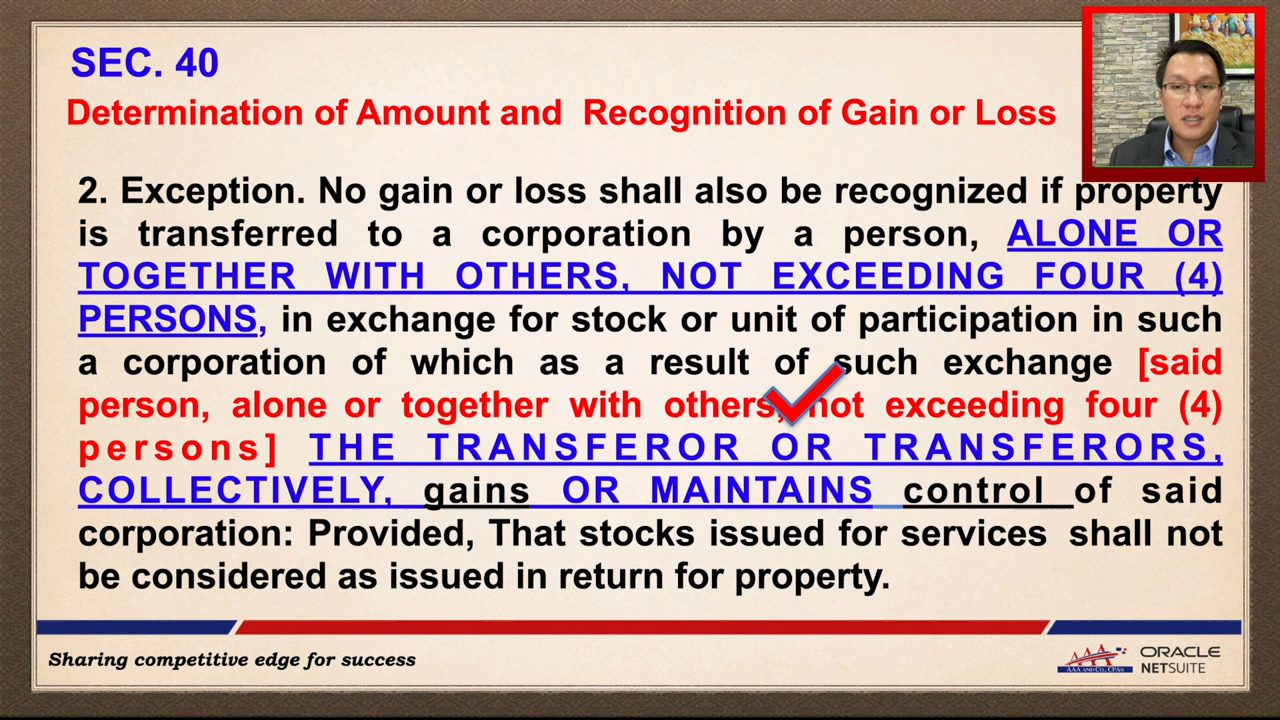 SEC. 40
Determination of Amount and Recognition of Gain or Loss
2. Exception. No gain or loss shall also be recognized if property
is transferred to a corporation by a person, ALONE OR
TOGETHER WITH OTHERS, NOT EXCEEDING FOUR (4)
PERSONS, in exchange for stock or unit of participation in such
a corporation of which as a result of such exchange [said
person, alone or together with others, not exceeding four (4)
persons] THE TRANSFEROR OR TRANSFERORS,
COLLECTIVELY, gains OR MAINTAINS control of said
corporation: Provided, That stocks issued for services shall not
be considered as issued in return for property.
Sharing competitive edge for success
AAA
AAA AND CO., CPAs
ORACLE
NETSUITE